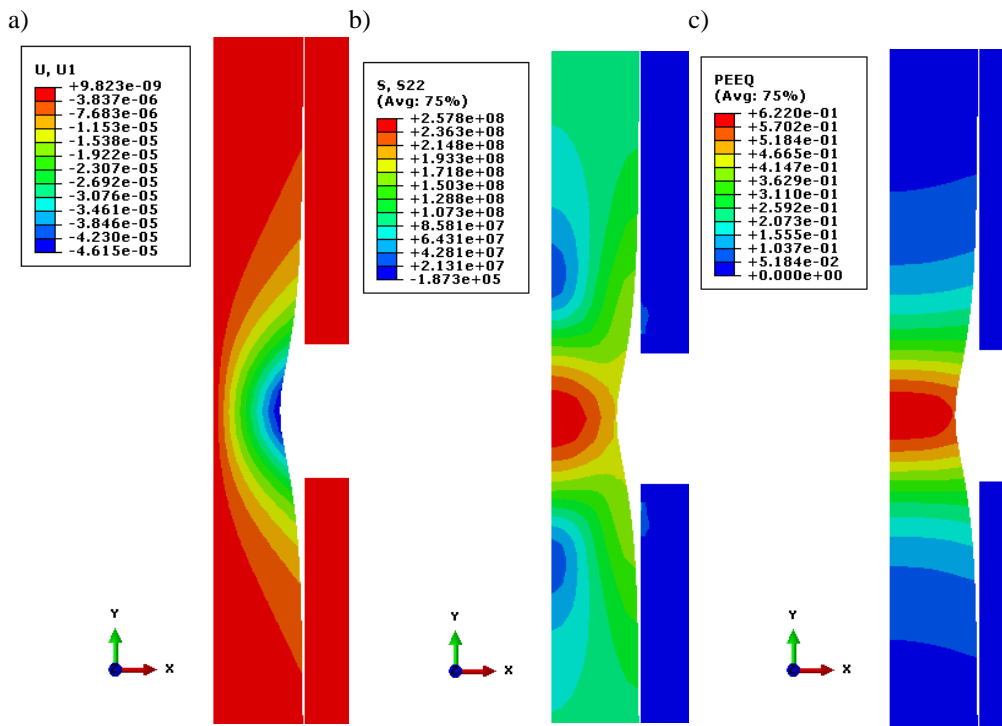 a)
b)
c)
U, U1
+9.823e-09
-3.837e-06
-7.683e-06
-1.153e-05
-1.538e-05
-1.922e-05
-2.307e-05
-2.692e-05
-3.076e-05
-3.461e-05
-3.846e-05
-4.230e-05
-4.615e-05
S, S22
(Avg: 75%)
+2.578e+08
+2.363e+08
+2.148e+08
+1.933e+08
+1.718e+08
+1.503e+08
+1.288e+08
+1.073e+08
+8.581e+07
+6.431e+07
+4.281e+07
+2.131e+07
-1.873e+05
PEEQ
(Avg: 75%)
+6.220e-01
+5.702e-01
+5.184e-01
+4.665e-01
+4.147e-01
+3.629e-01
+3.110e-01
+2.592e-01
+2.073e-01
+1.555e-01
+1.037e-01
+5.184e-02
+0.000e+00
Y
X
Z
Y
X
Z
Y
X
Z